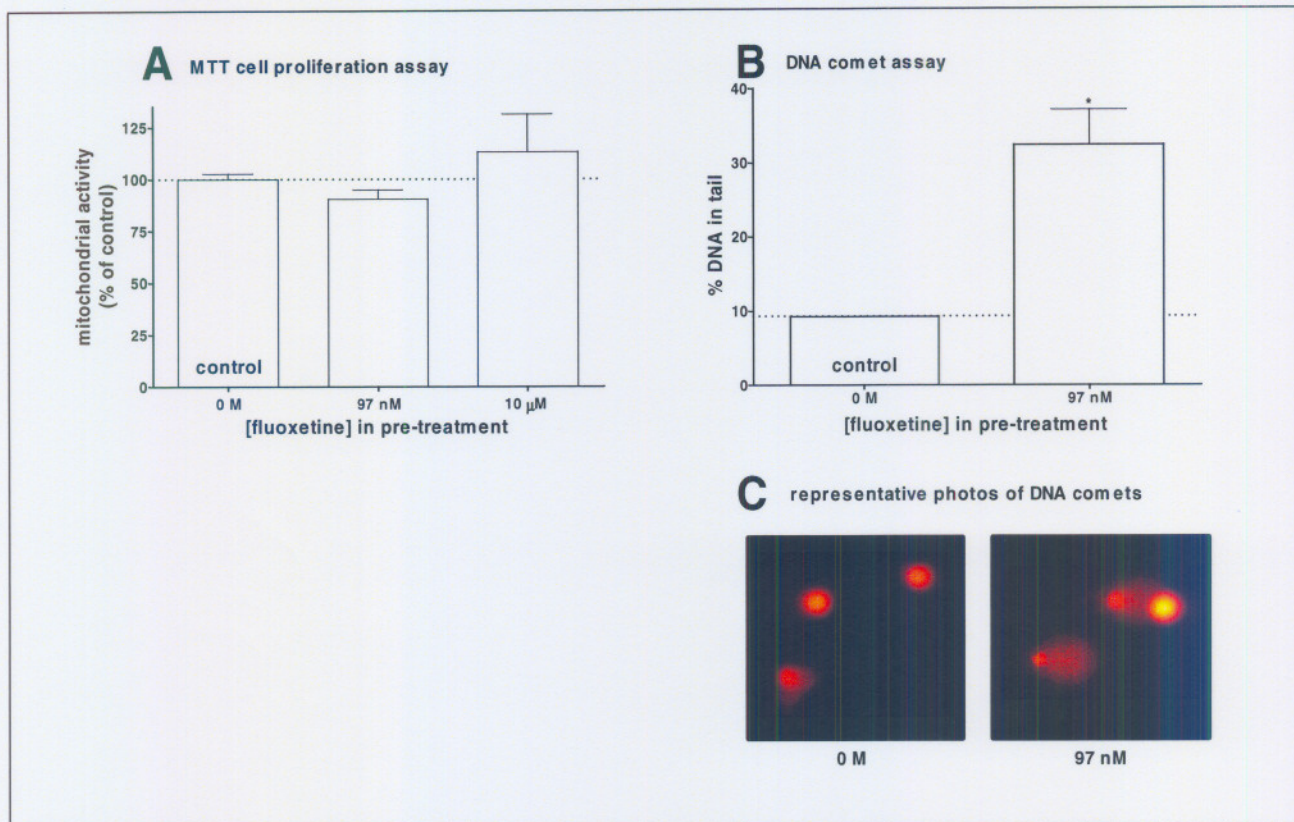 A MTT cell proliferation assay
125
100
75
50
25
0
mitochondrial activity
(% of control)
control
0 M 97 nM 10 µM
[fluoxetine] in pre-treatment
B DNA comet assay
40
30
20
10
0
% DNA in tail
*
control
0 M 97 nM
[fluoxetine] in pre-treatment
C representative photos of DNA comets
0 M 97 nM